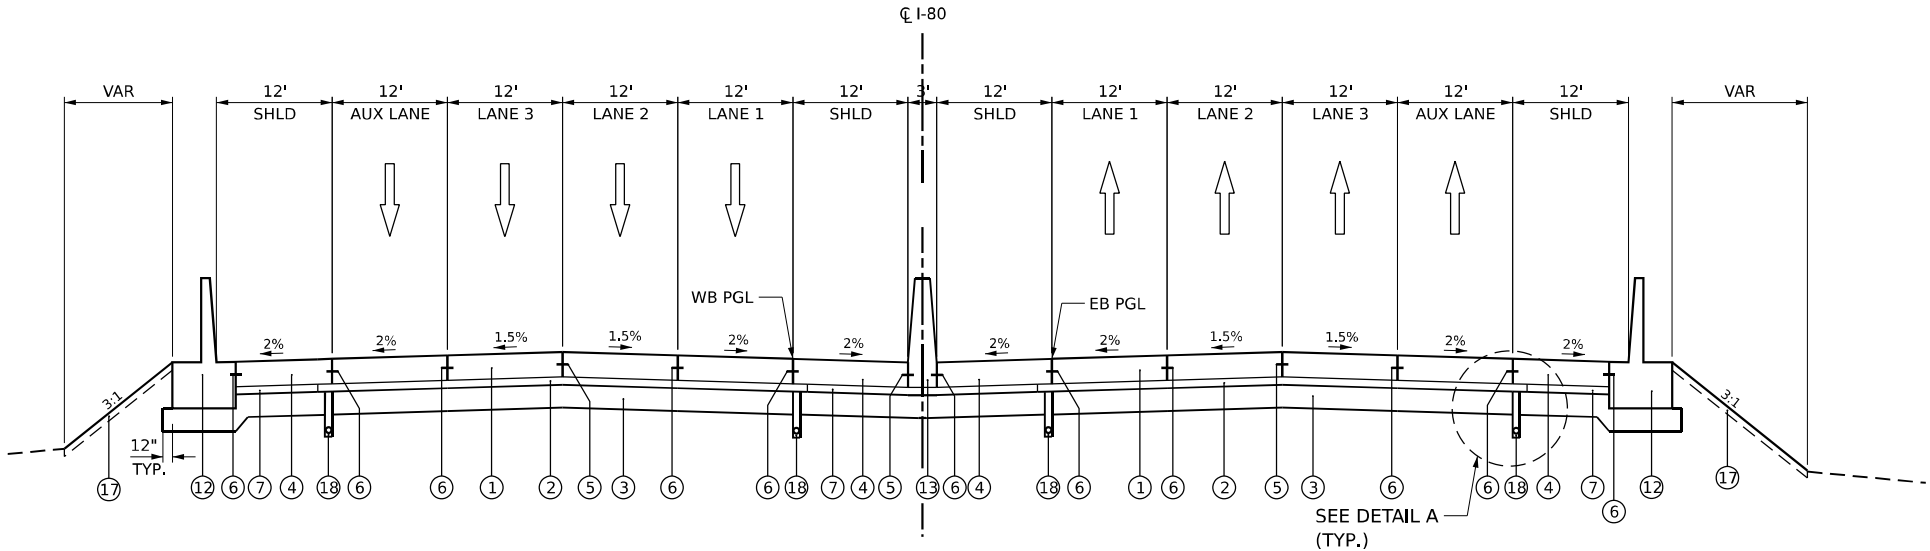 ℄ I-80
VAR 12' 12' 12' 12' 12' 12' 3' 12' 12' 12' 12' 12' 12' VAR
SHLD AUX LANE LANE 3 LANE 2 LANE 1 SHLD SHLD LANE 1 LANE 2 LANE 3 AUX LANE SHLD
WB PGL EB PGL
2% 2% 1.5% 1.5% 2% 2% 2% 2% 1.5% 1.5% 2% 2%
3:1 3:1
12"
TYP.
17 12 6 7 4 18 6 6 1 2 5 3 6 6 18 7 4 5 13 6 4 18 6 1 6 2 5 3 6 6 18 4 7 12 17
6
SEE DETAIL A
(TYP.)